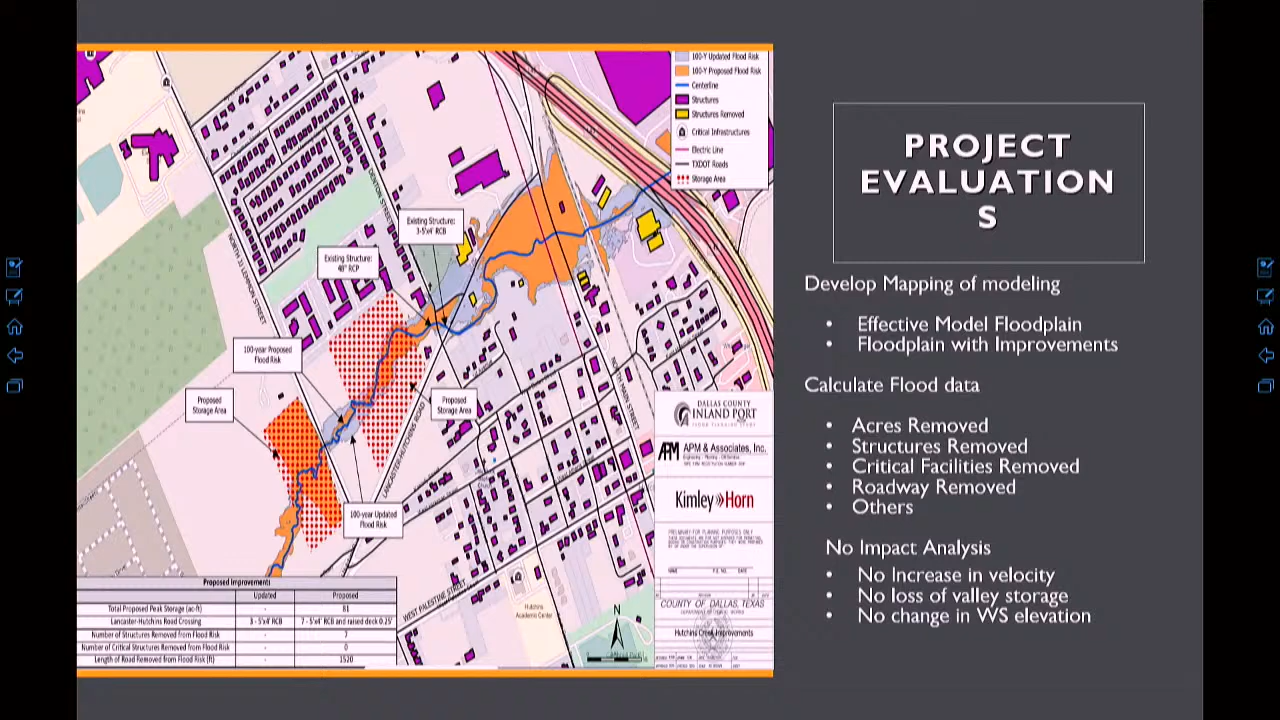 PROJECT
EVALUATION
S
Develop Mapping of modeling
• Effective Model Floodplain
• Floodplain with Improvements
Calculate Flood data
• Acres Removed
• Structures Removed
• Critical Facilities Removed
• Roadway Removed
• Others
No Impact Analysis
• No Increase in velocity
• No loss of valley storage
• No change in WS elevation
100-Y Updated Flood Risk
100-Y Proposed Flood Risk
Centerline
Structures
Structures Removed
Critical Infrastructures
Electric Line
TXDOT Roads
Storage Area
Existing Structure:
3-5'x4' RCB
Existing Structure:
48" RCP
100-year Proposed
Flood Risk
Proposed
Storage Area
Proposed
Storage Area
100-year Updated
Flood Risk
DENTON STREET
LANCASTER-HUTCHINS ROAD
NORTH MAIN STREET
WEST PALESTINE STREET
Hutchins
Academic Center
N
DALLAS COUNTY
INLAND PORT
APM & Associates, Inc.
Kimley»Horn
COUNTY OF DALLAS, TEXAS
Hutchins Creek Improvements
Proposed Improvements
Updated Proposed
Total Proposed Peak Storage (ac-ft) - 81
Lancaster-Hutchins Road Crossing 3 - 5'x4' RCB 7 - 5'x4' RCB and raised deck 0.25'
Number of Structures Removed from Flood Risk - 7
Number of Critical Structures Removed from Flood Risk - 0
Length of Road Removed from Flood Risk (ft) - 1520